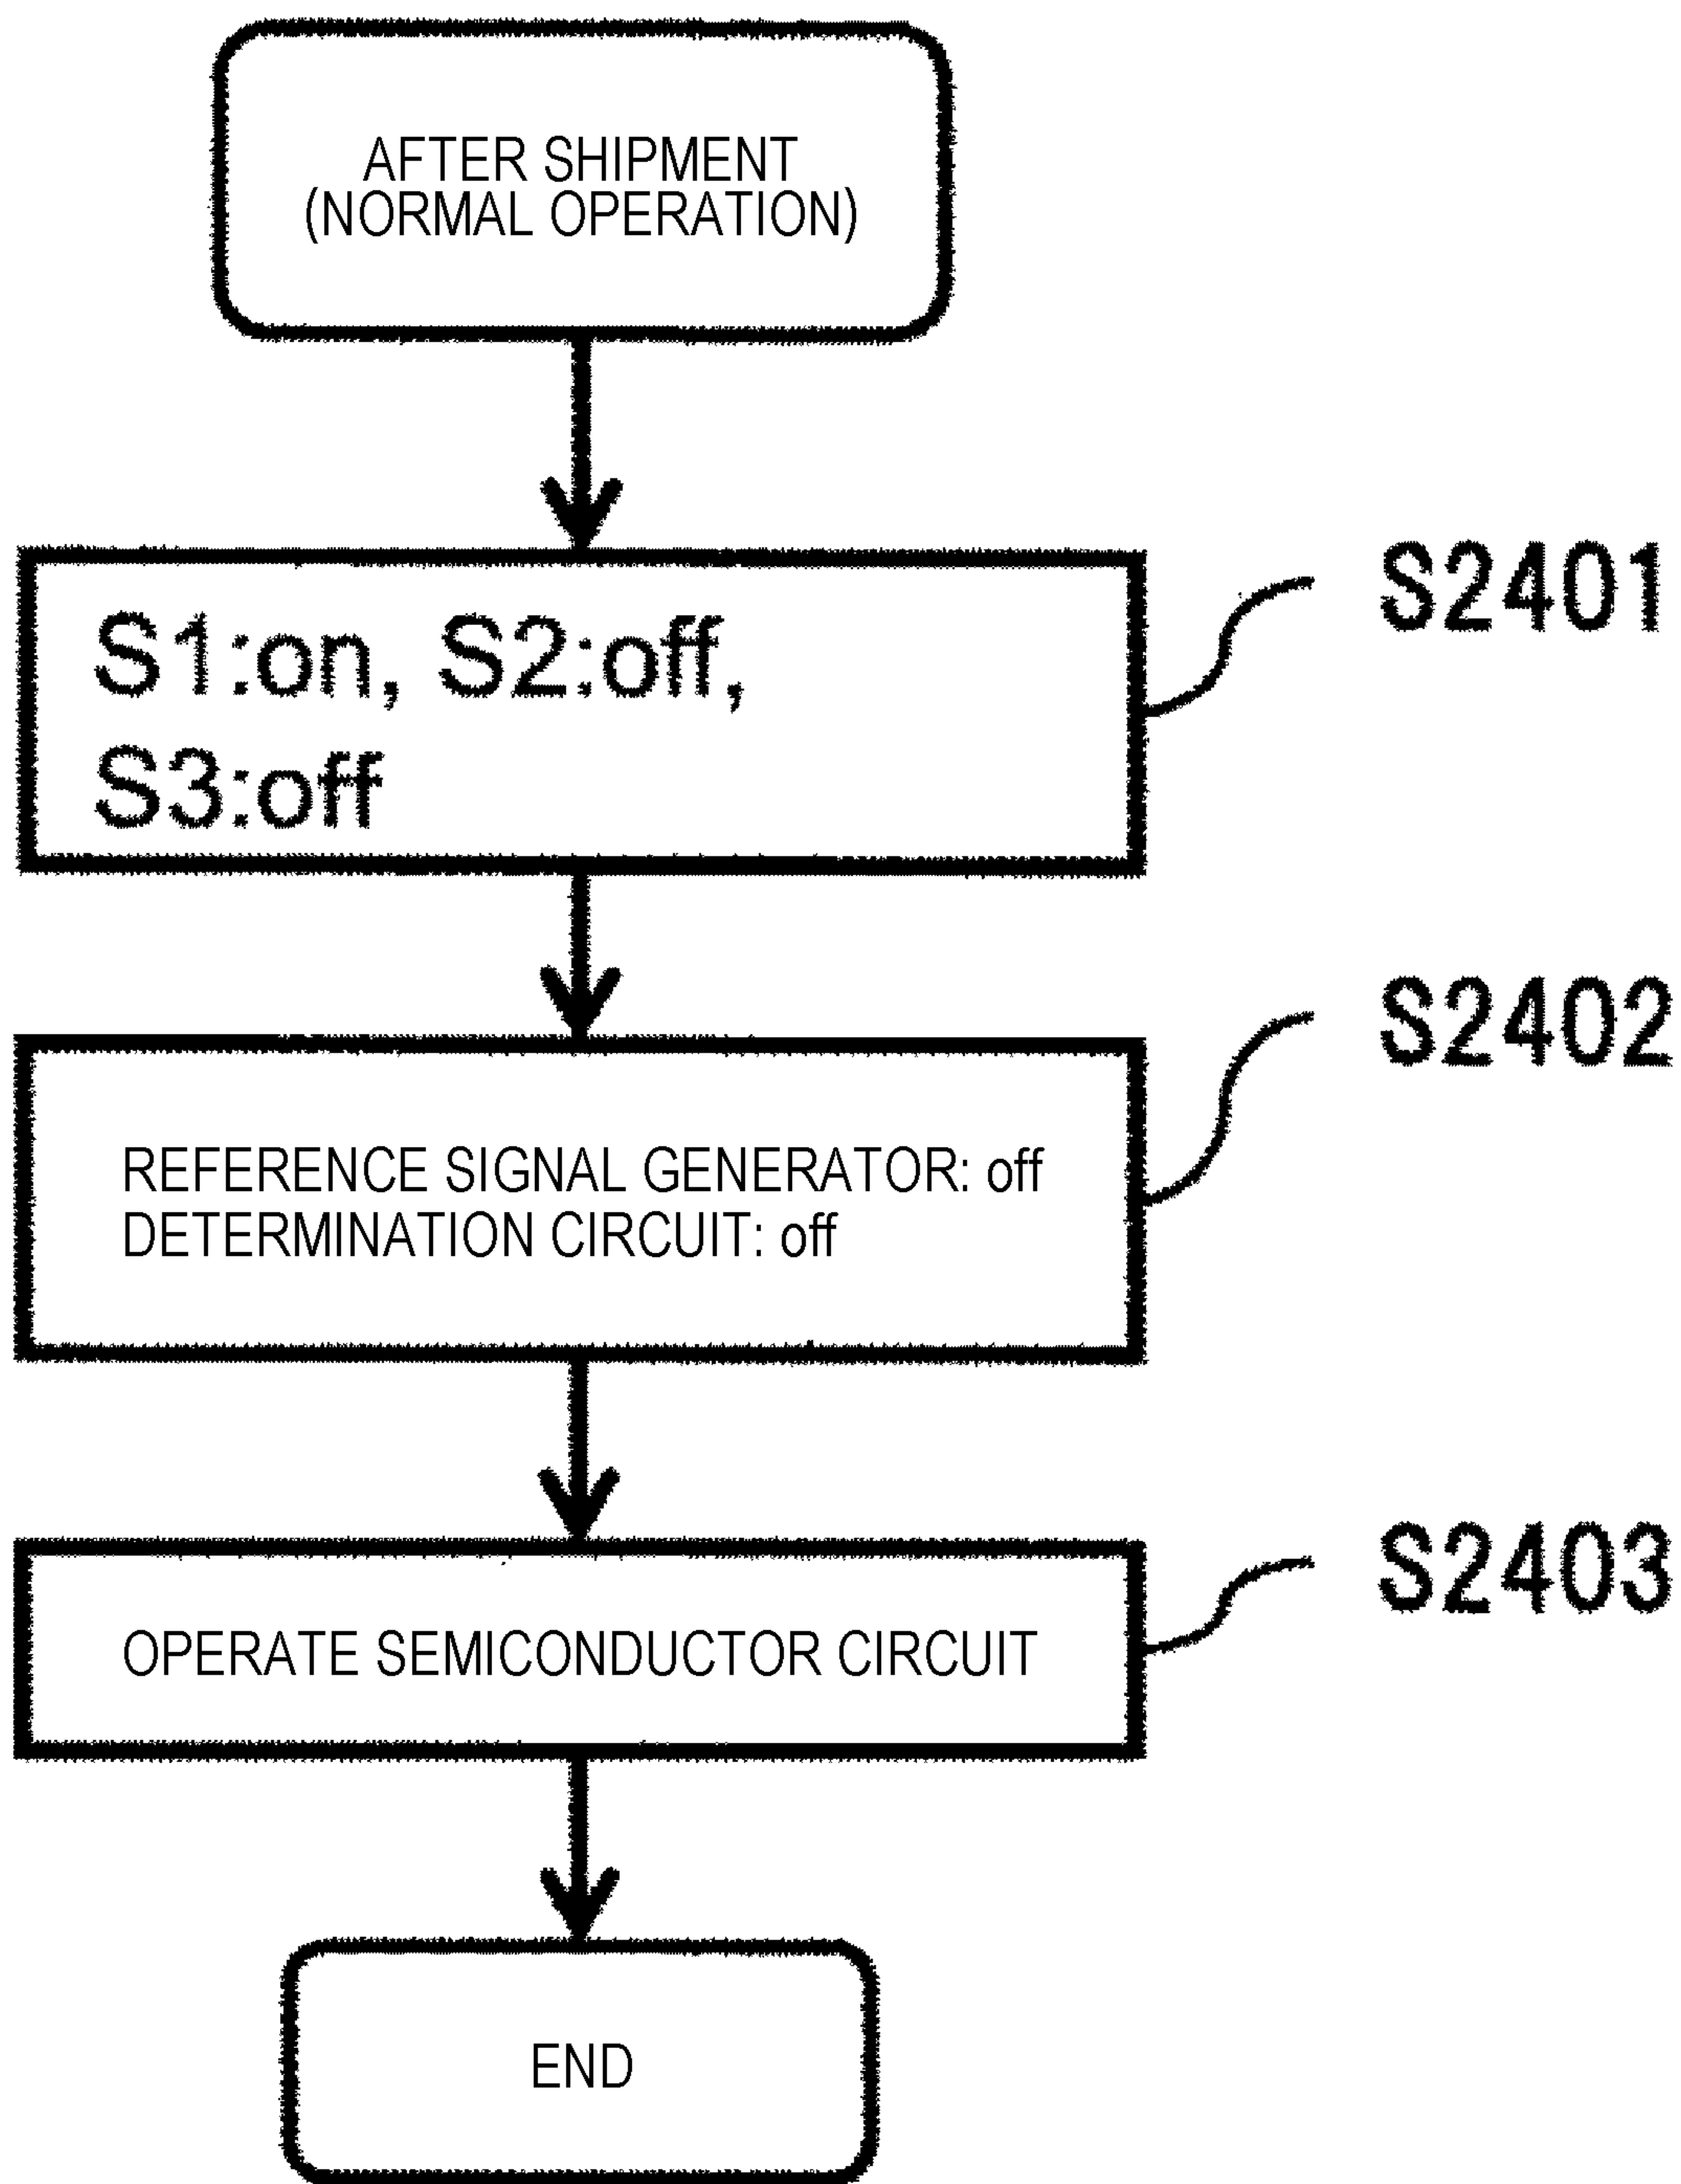 AFTER SHIPMENT
(NORMAL OPERATION)
S2401
S1:on, S2:off,
S3:off
S2402
REFERENCE SIGNAL GENERATOR: off
DETERMINATION CIRCUIT: off
S2403
OPERATE SEMICONDUCTOR CIRCUIT
END